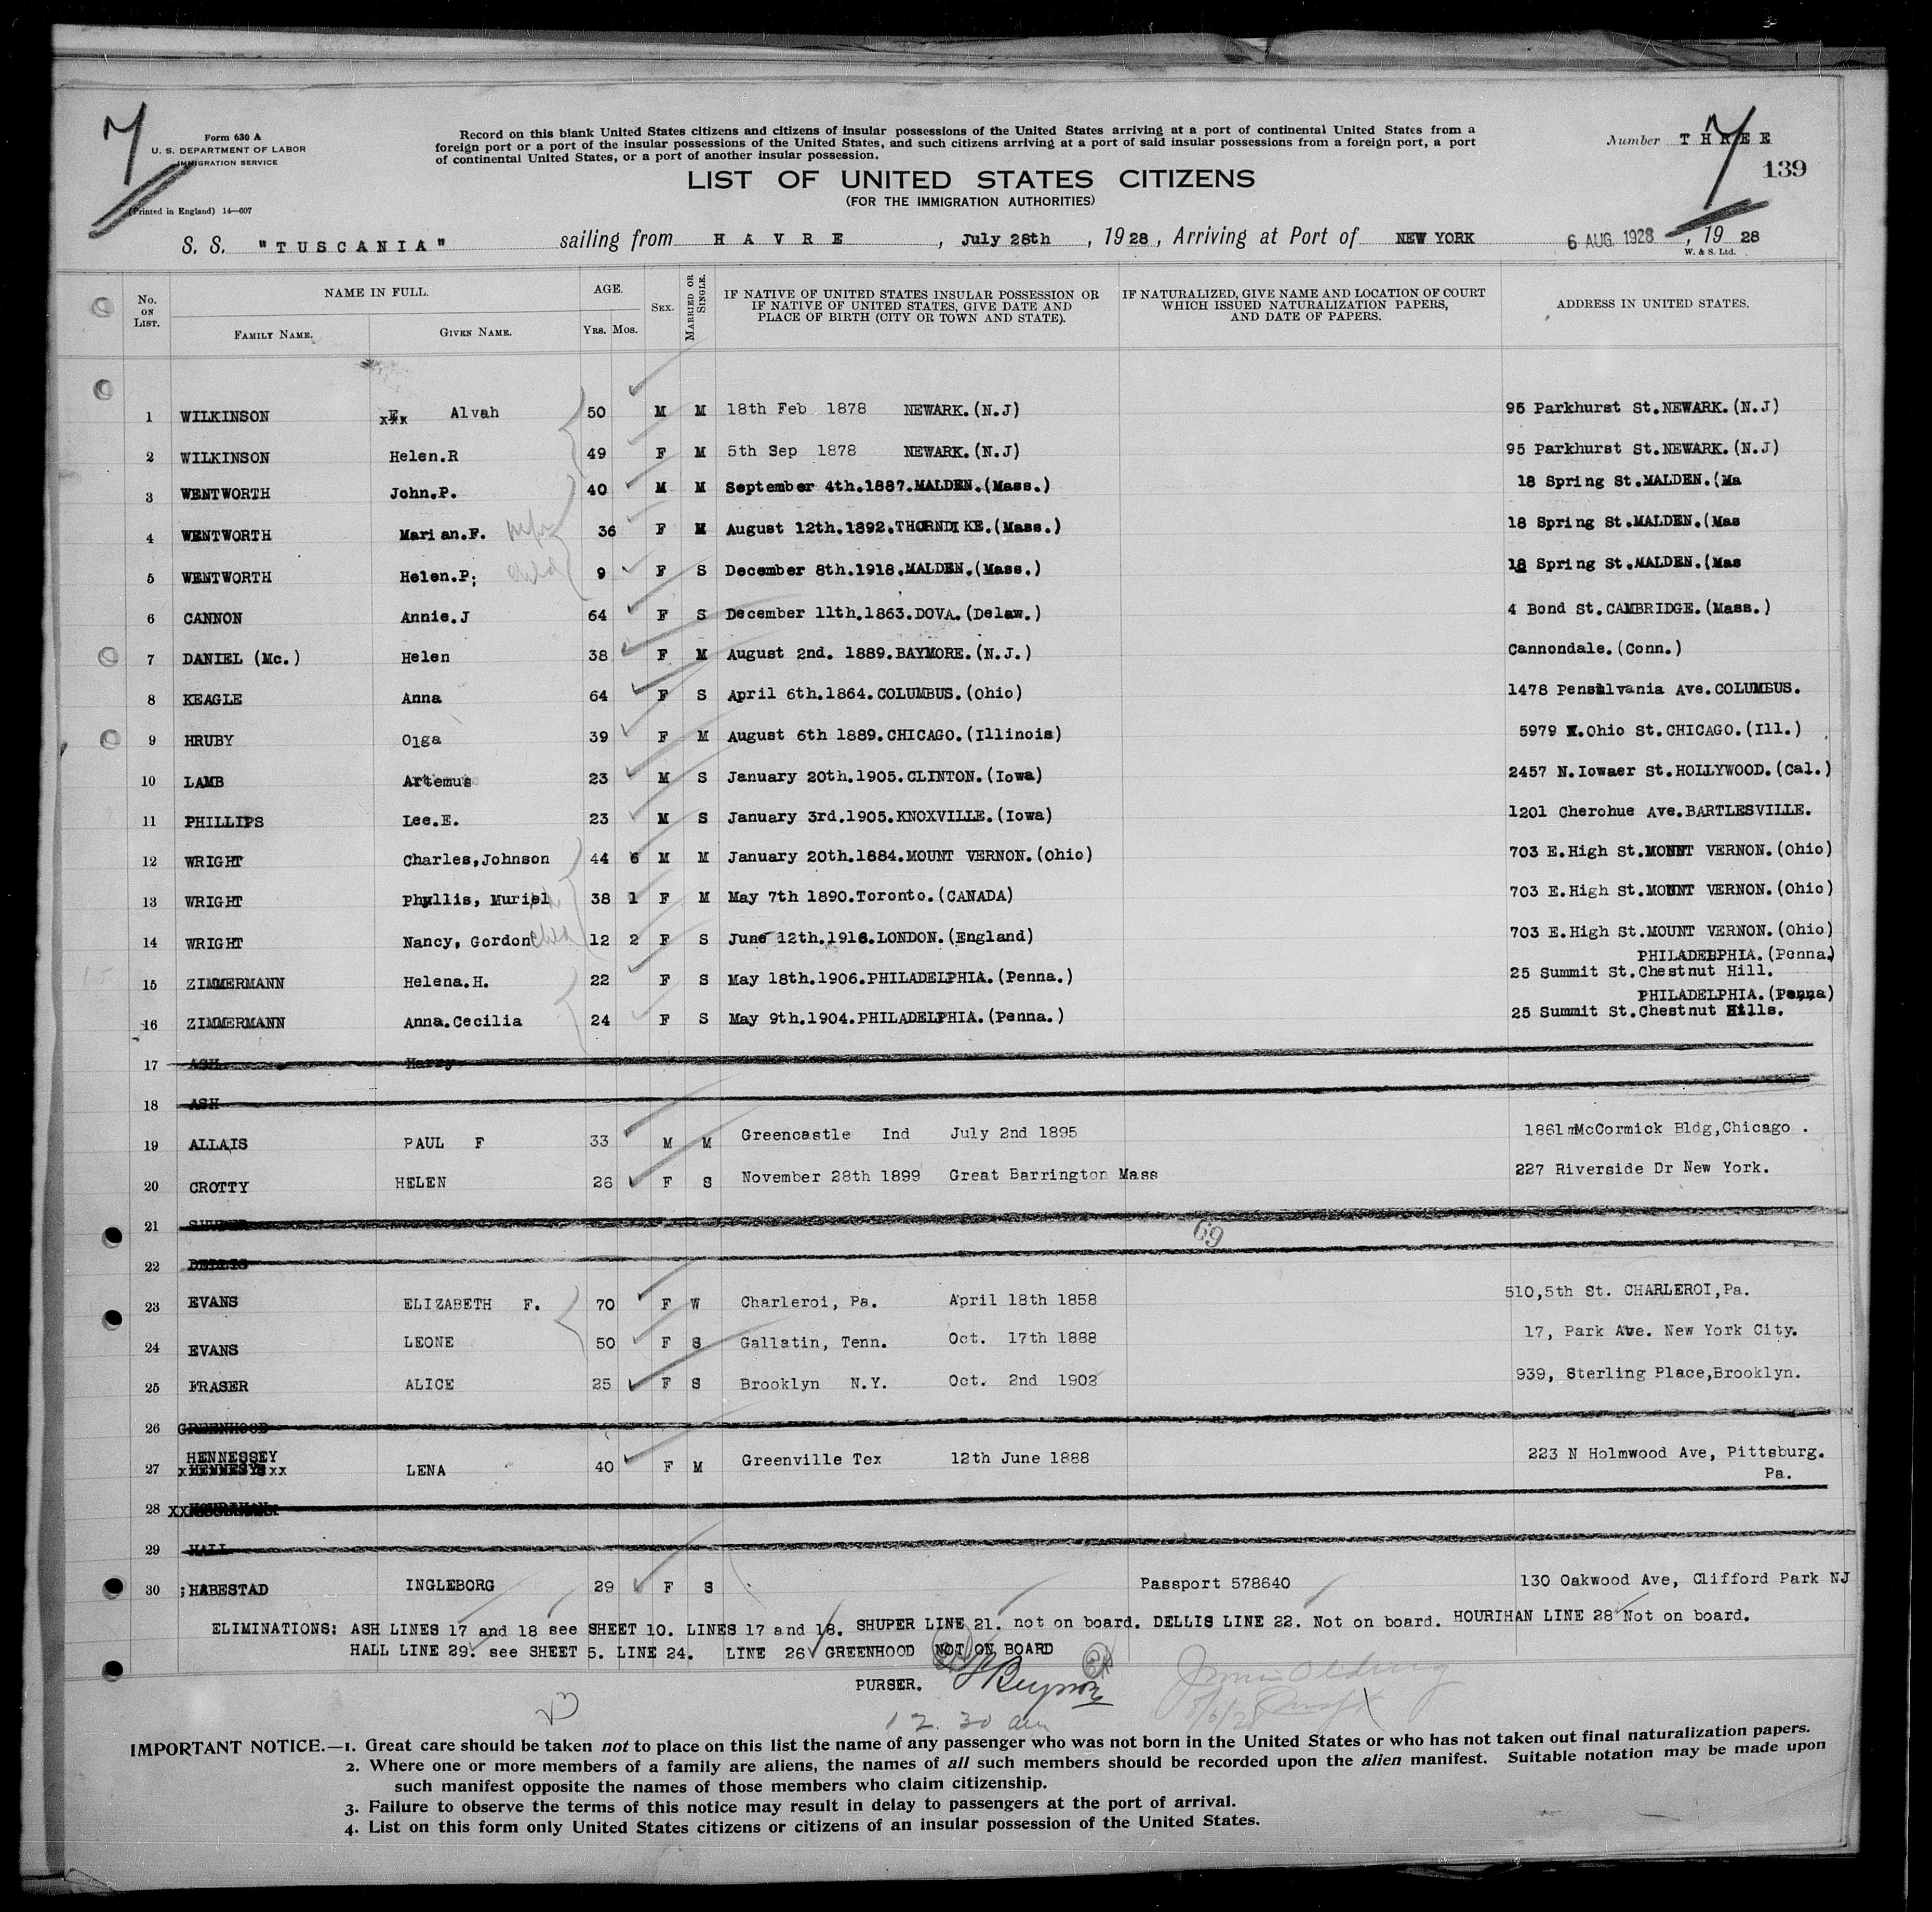 7
Form 630 A
U. S. DEPARTMENT OF LABOR
IMMIGRATION SERVICE
(Printed in England) 14—607
Record on this blank United States citizens and citizens of insular possessions of the United States arriving at a port of continental United States from a
foreign port or a port of the insular possessions of the United States, and such citizens arriving at a port of said insular possessions from a foreign port, a port
of continental United States, or a port of another insular possession.
Number THREE
7
139
LIST OF UNITED STATES CITIZENS
(FOR THE IMMIGRATION AUTHORITIES)
S. S. "TUSCANIA" sailing from HAVRE, July 28th, 1928, Arriving at Port of NEW YORK 6 AUG. 1928, 1928
W. & S. Ltd.
No. ON LIST. NAME IN FULL. FAMILY NAME. GIVEN NAME. AGE. YRS. MOS. SEX. MARRIED OR SINGLE. IF NATIVE OF UNITED STATES INSULAR POSSESSION OR IF NATIVE OF UNITED STATES, GIVE DATE AND PLACE OF BIRTH (CITY OR TOWN AND STATE). IF NATURALIZED, GIVE NAME AND LOCATION OF COURT WHICH ISSUED NATURALIZATION PAPERS, AND DATE OF PAPERS. ADDRESS IN UNITED STATES.
1 WILKINSON Alvah 50 M M 18th Feb 1878 NEWARK.(N.J) 95 Parkhurst St.NEWARK.(N.J)
2 WILKINSON Helen.R 49 F M 5th Sep 1878 NEWARK.(N.J) 95 Parkhurst St.NEWARK.(N.J)
3 WENTWORTH John.P. 40 M M September 4th.1887.MALDEN.(Mass.) 18 Spring St.MALDEN.(Ma
4 WENTWORTH Marian.F. wife 36 F M August 12th.1892.THORNDIKE.(Mass.) 18 Spring St.MALDEN.(Mas
5 WENTWORTH Helen.P; child 9 F S December 8th.1918.MALDEN.(Mass.) 18 Spring St.MALDEN.(Mas
6 CANNON Annie.J 64 F S December 11th.1863.DOVA.(Delaw.) 4 Bond St.CAMBRIDGE.(Mass.)
7 DANIEL (Mc.) Helen 38 F M August 2nd. 1889.BAYMORE.(N.J.) Cannondale.(Conn.)
8 KEAGLE Anna 64 F S April 6th.1864.COLUMBUS.(Ohio) 1478 Pensilvania Ave.COLUMBUS.
9 HRUBY Olga 39 F M August 6th 1889.CHICAGO.(Illinois) 5979 W.Ohio St.CHICAGO.(Ill.)
10 LAMB Artemus 23 M S January 20th.1905.CLINTON.(Iowa) 2457 N.Iowaer St.HOLLYWOOD.(Cal.)
11 PHILLIPS Lee.E. 23 M S January 3rd.1905.KNOXVILLE.(Iowa) 1201 Cherohue Ave.BARTLESVILLE.
12 WRIGHT Charles,Johnson 44 6 M M January 20th.1884.MOUNT VERNON.(Ohio) 703 E.High St.MOUNT VERNON.(Ohio)
13 WRIGHT Phyllis, Muriel 38 1 F M May 7th 1890.Toronto.(CANADA) 703 E.High St.MOUNT VERNON.(Ohio)
14 WRIGHT Nancy, Gordon child 12 2 F S June 12th.1916.LONDON.(England) 703 E.High St.MOUNT VERNON.(Ohio)
PHILADELPHIA.(Penna.)
15 ZIMMERMANN Helena.H. 22 F S May 18th.1906.PHILADELPHIA.(Penna.) 25 Summit St.Chestnut Hill.
PHILADELPHIA.(Penna)
16 ZIMMERMANN Anna.Cecilia 24 F S May 9th.1904.PHILADELPHIA.(Penna.) 25 Summit St.Chestnut Hills.
17 ASH Harry
18 ASH
19 ALLAIS PAUL F 33 M M Greencastle Ind July 2nd 1895 1861 McCormick Bldg,Chicago .
20 CROTTY HELEN 26 F S November 28th 1899 Great Barrington Mass 227 Riverside Dr New York.
21 SHUPER
69
22 DELLIS
23 EVANS ELIZABETH F. 70 F W Charleroi, Pa. April 18th 1858 510,5th St. CHARLEROI,Pa.
24 EVANS LEONE 50 F S Gallatin, Tenn. Oct. 17th 1888 17, Park Ave. New York City.
25 FRASER ALICE 25 F S Brooklyn N.Y. Oct. 2nd 1902 939, Sterling Place,Brooklyn.
26 GREENHOOD
HENNESSEY
27 xHENNESYSxx LENA 40 F M Greenville Tex 12th June 1888 223 N Holmwood Ave, Pittsburg.
Pa.
28 HOURIHAN
29 HALL
30 ;HABESTAD INGLEBORG 29 F S Passport 578640 130 Oakwood Ave, Clifford Park NJ
ELIMINATIONS: ASH LINES 17 and 18 see SHEET 10. LINES 17 and 18. SHUPER LINE 21. not on board. DELLIS LINE 22. Not on board. HOURIHAN LINE 28 Not on board.
HALL LINE 29. see SHEET 5. LINE 24. LINE 26 GREENHOOD NOT ON BOARD
PURSER.
12.30 am
IMPORTANT NOTICE.—1. Great care should be taken not to place on this list the name of any passenger who was not born in the United States or who has not taken out final naturalization papers.
2. Where one or more members of a family are aliens, the names of all such members should be recorded upon the alien manifest. Suitable notation may be made upon
such manifest opposite the names of those members who claim citizenship.
3. Failure to observe the terms of this notice may result in delay to passengers at the port of arrival.
4. List on this form only United States citizens or citizens of an insular possession of the United States.